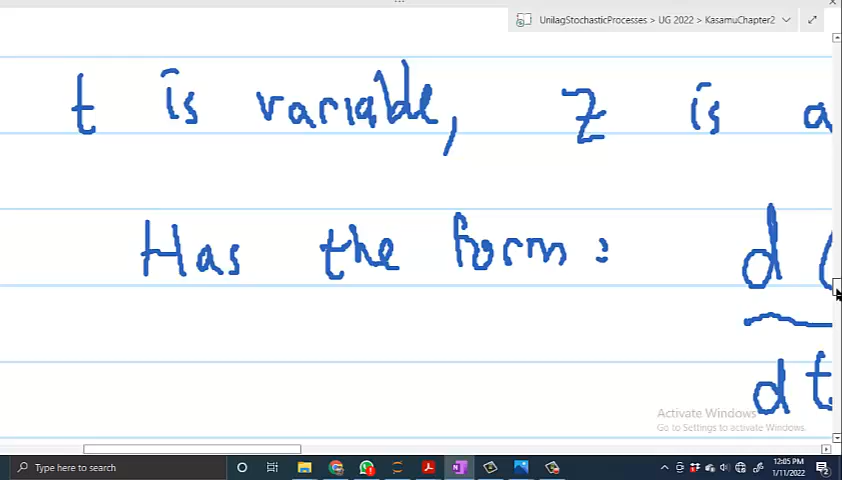 UnilagStochasticProcesses > UG 2022 > KasamuChapter2
t is variable, z is a
Has the form : d (
dt
Activate Windows
Go to Settings to activate Windows.
Type here to search
12:05 PM
1/11/2022